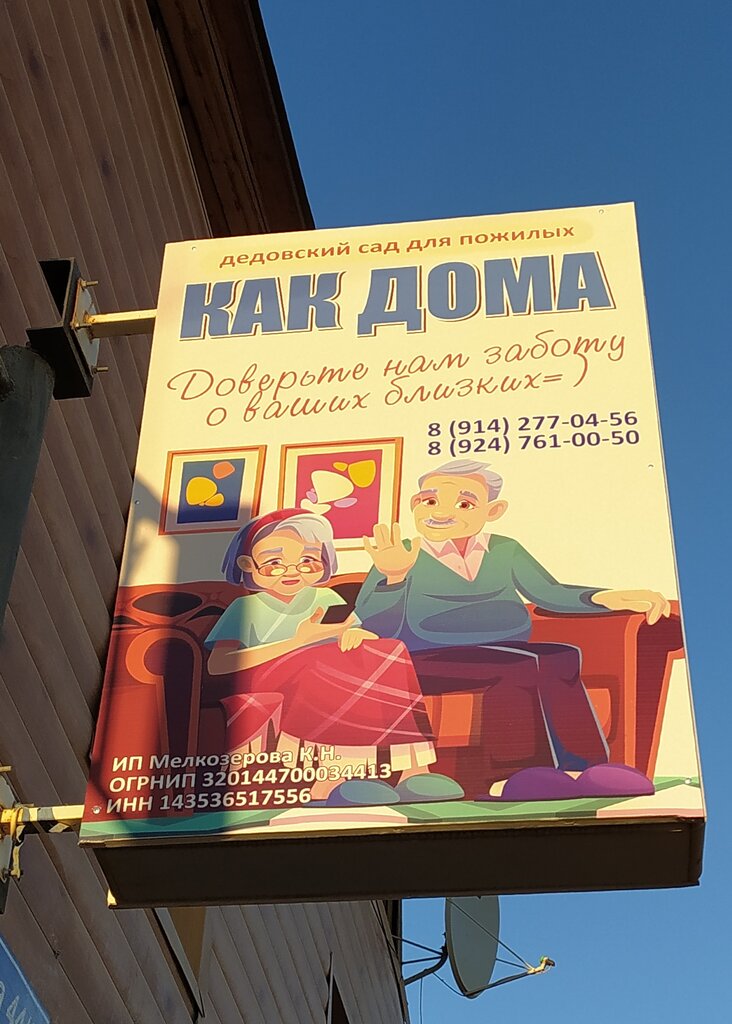 дедовский сад для пожилых
КАК ДОМА
Доверьте нам заботу
о ваших близких=)
8 (914) 277-04-56
8 (924) 761-00-50
ИП Мелкозерова К.Н.
ОГРНИП 320144700034413
ИНН 143536517556